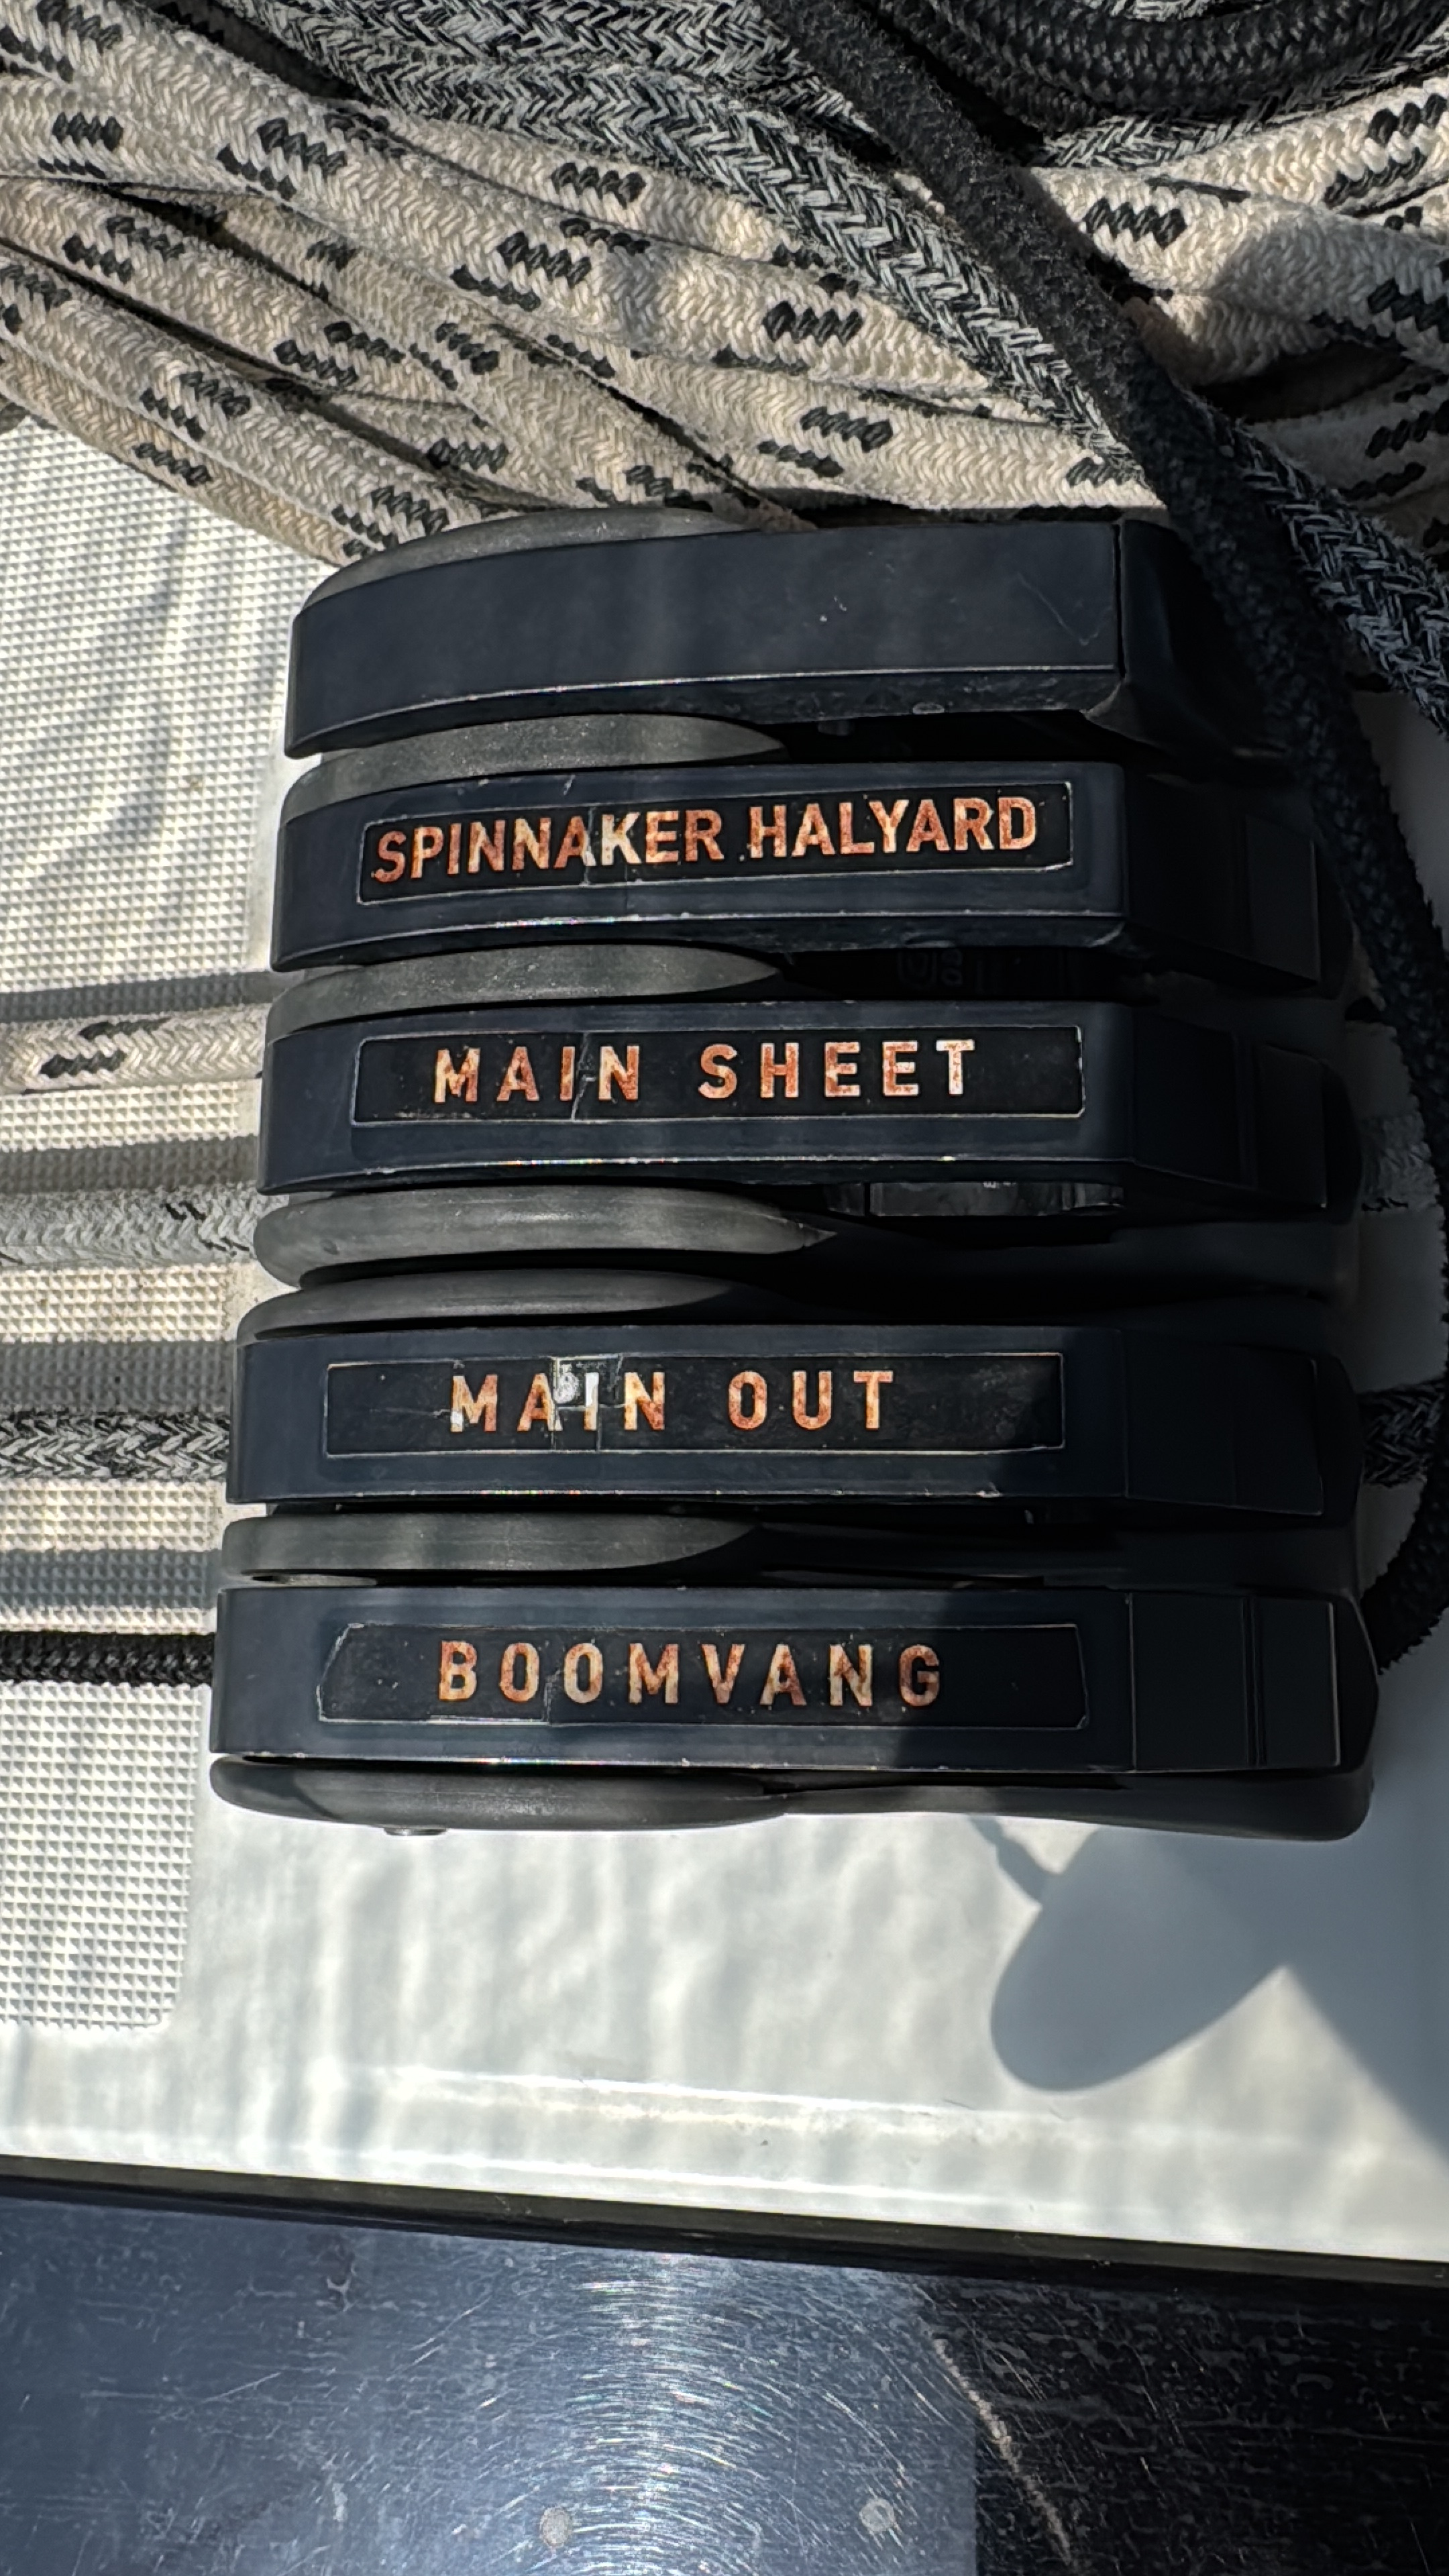 SPINNAKER HALYARD
MAIN SHEET
MAIN OUT
BOOMVANG